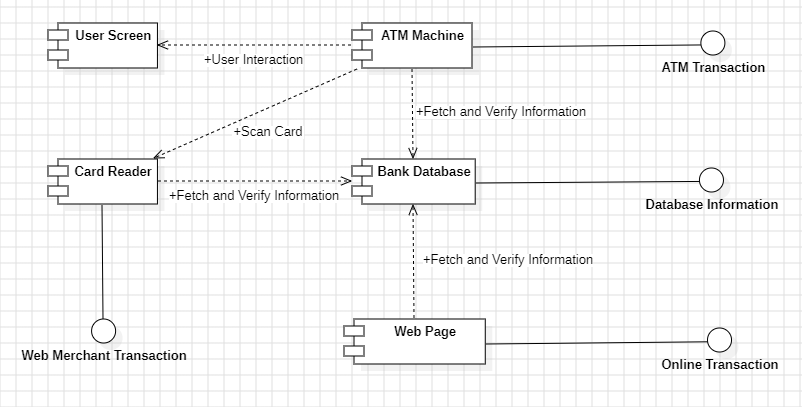 User Screen
ATM Machine
+User Interaction
ATM Transaction
+Fetch and Verify Information
+Scan Card
Card Reader
Bank Database
+Fetch and Verify Information
Database Information
+Fetch and Verify Information
Web Page
Web Merchant Transaction
Online Transaction